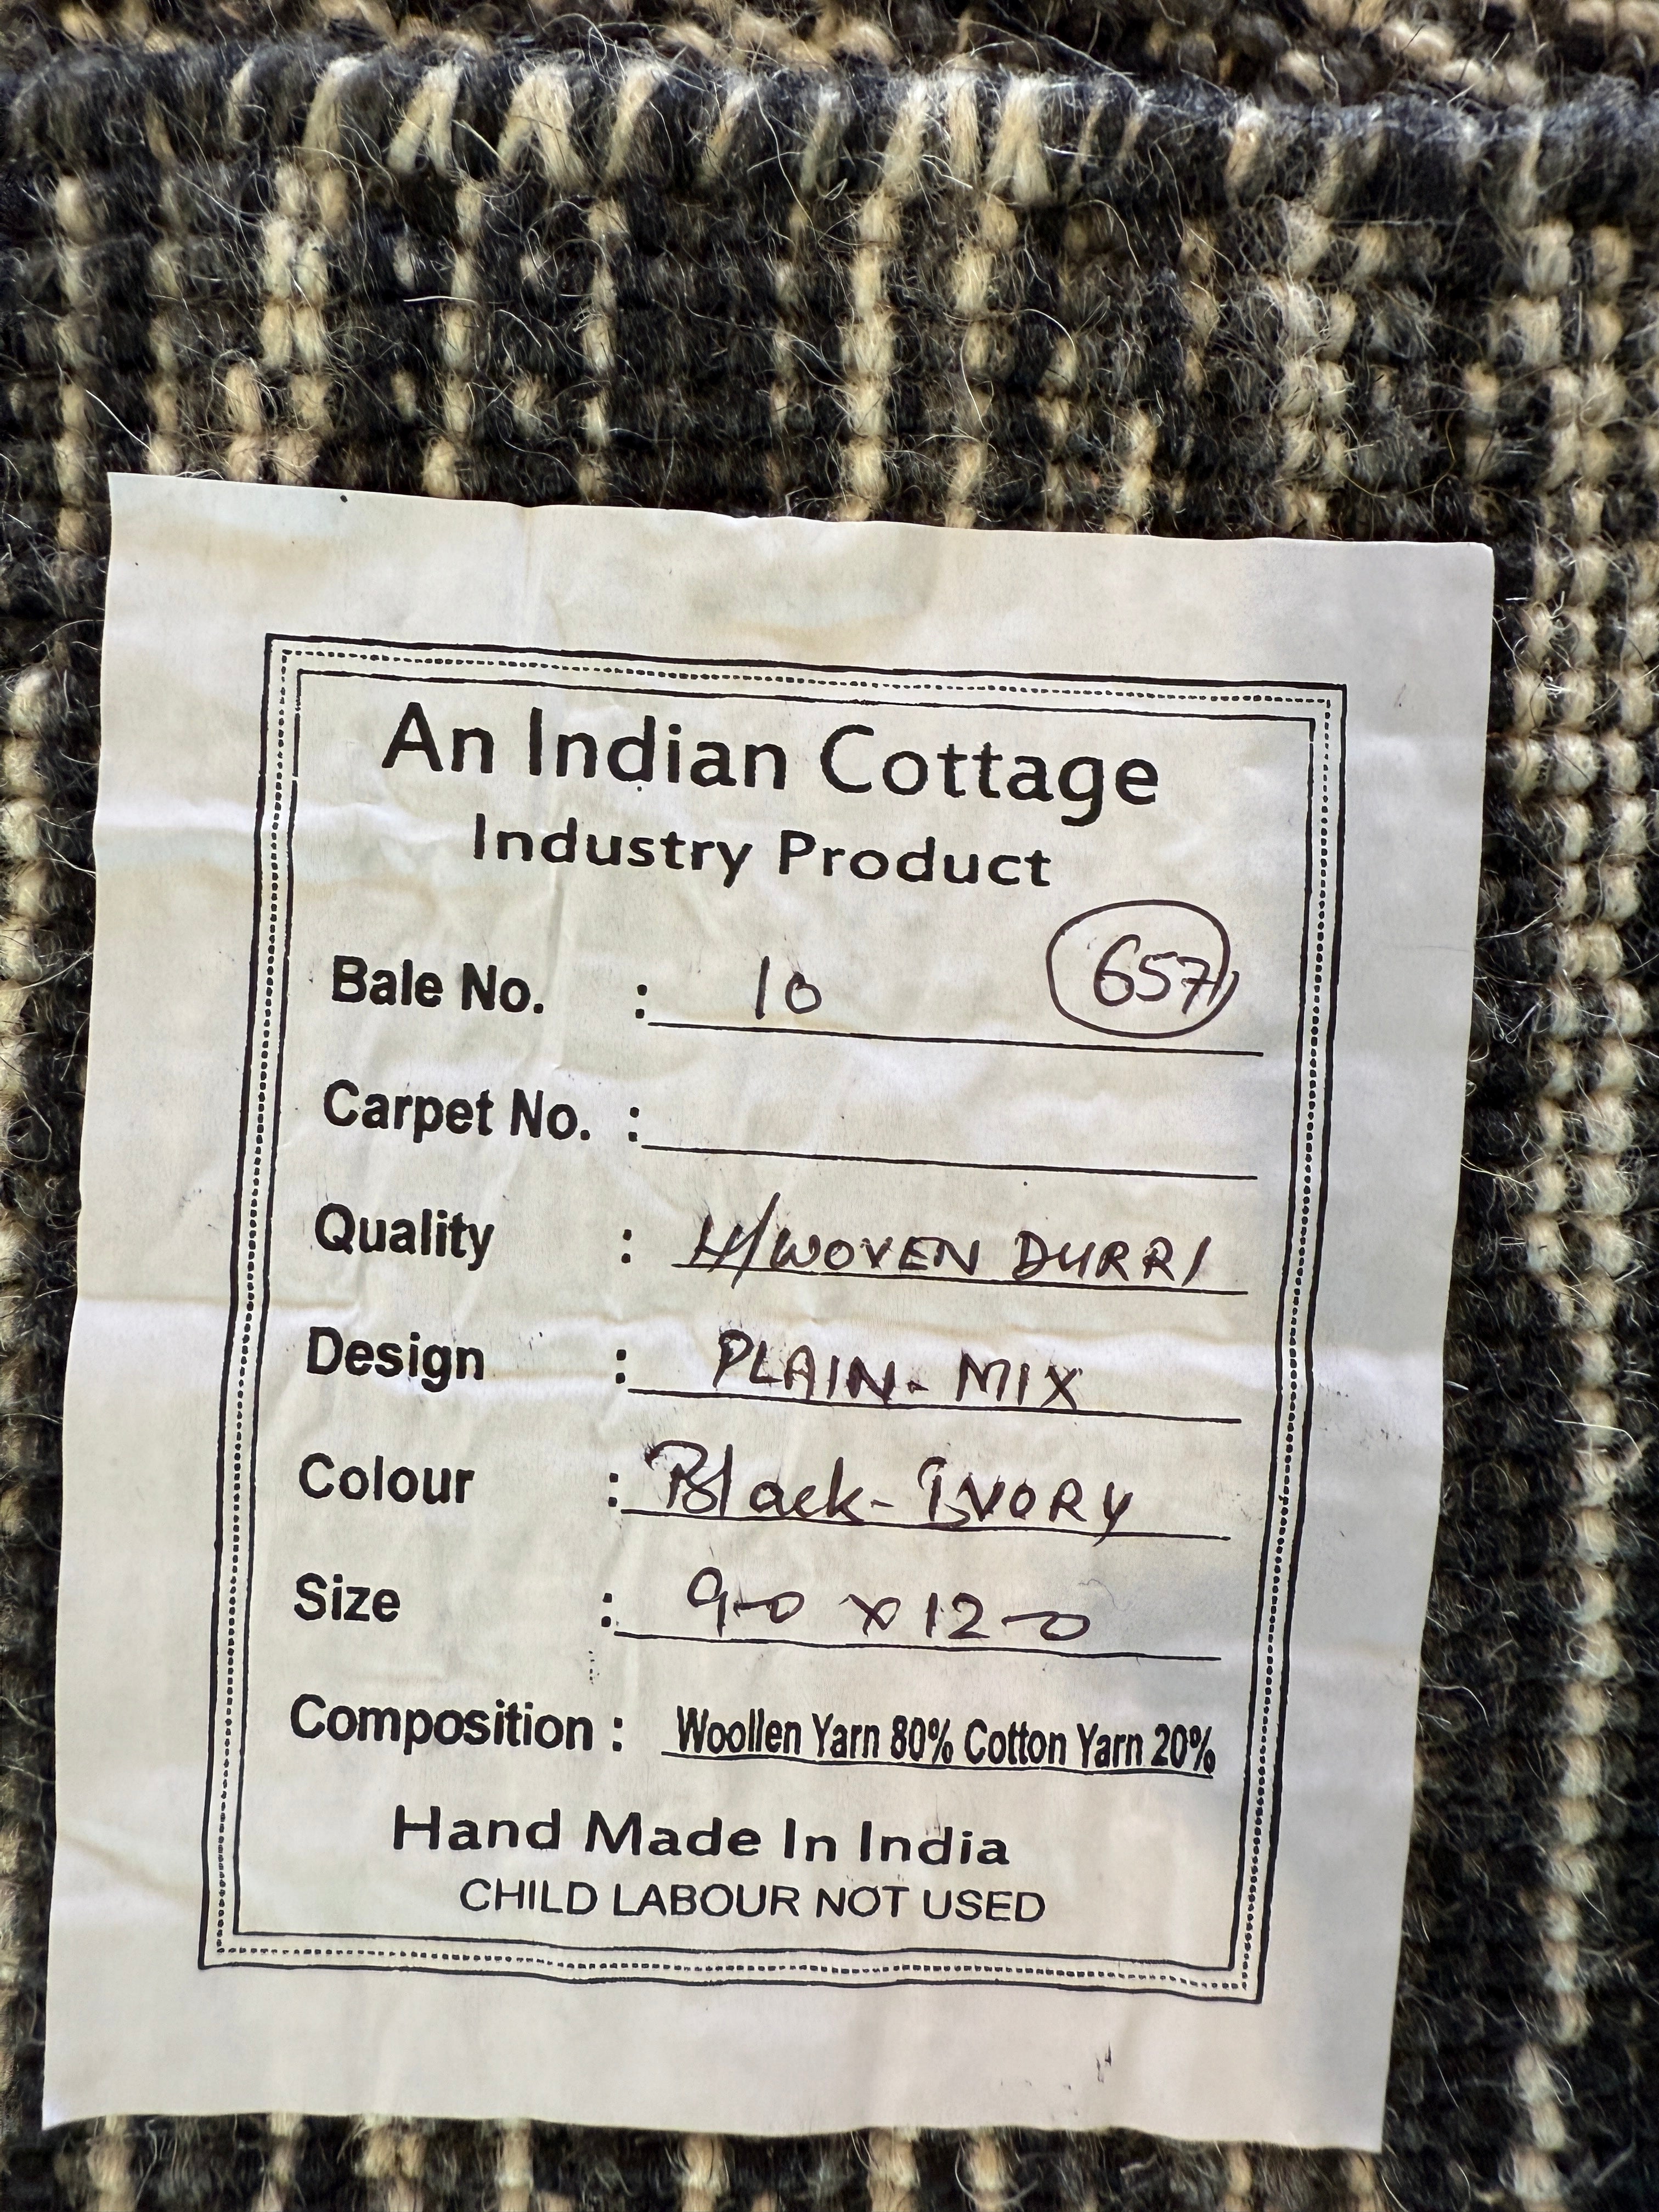 An Indian Cottage
Industry Product
657
Bale No. : 10
Carpet No. :
Quality : H/WOVEN DURRI
Design : PLAIN- MIX
Colour : Black- IVORY
Size : 9-0 x 12-0
Composition : Woollen Yarn 80% Cotton Yarn 20%
Hand Made In India
CHILD LABOUR NOT USED